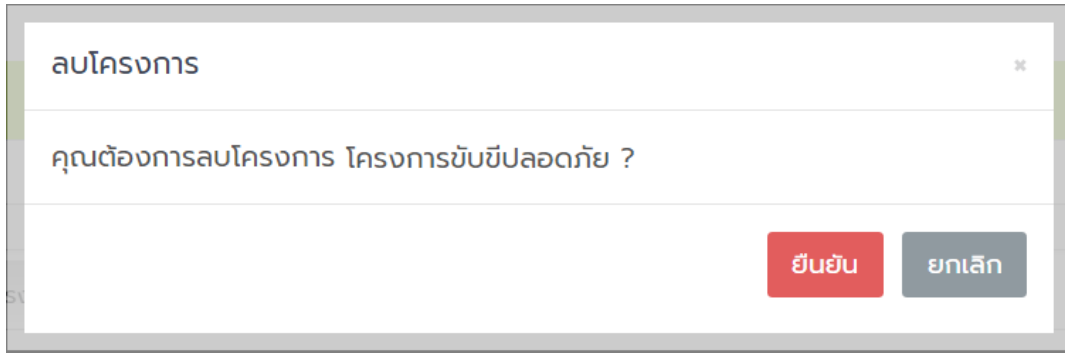 ลบโครงการ
คุณต้องการลบโครงการ โครงการขับขี่ปลอดภัย ?
ยืนยัน
ยกเลิก